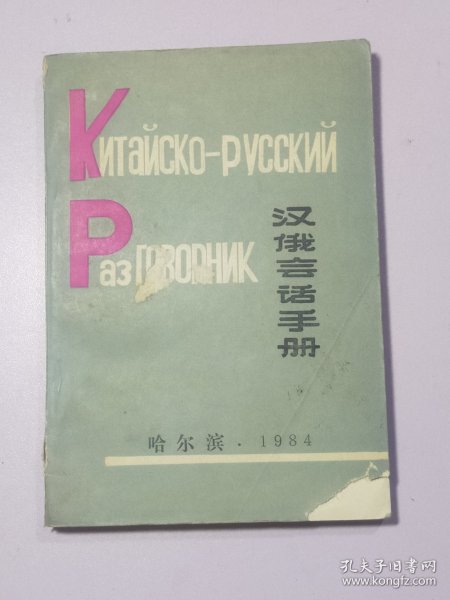 Китайско-русский
Разговорник
汉俄会话手册
哈尔滨·1984
孔夫子旧书网
www.kongfz.com